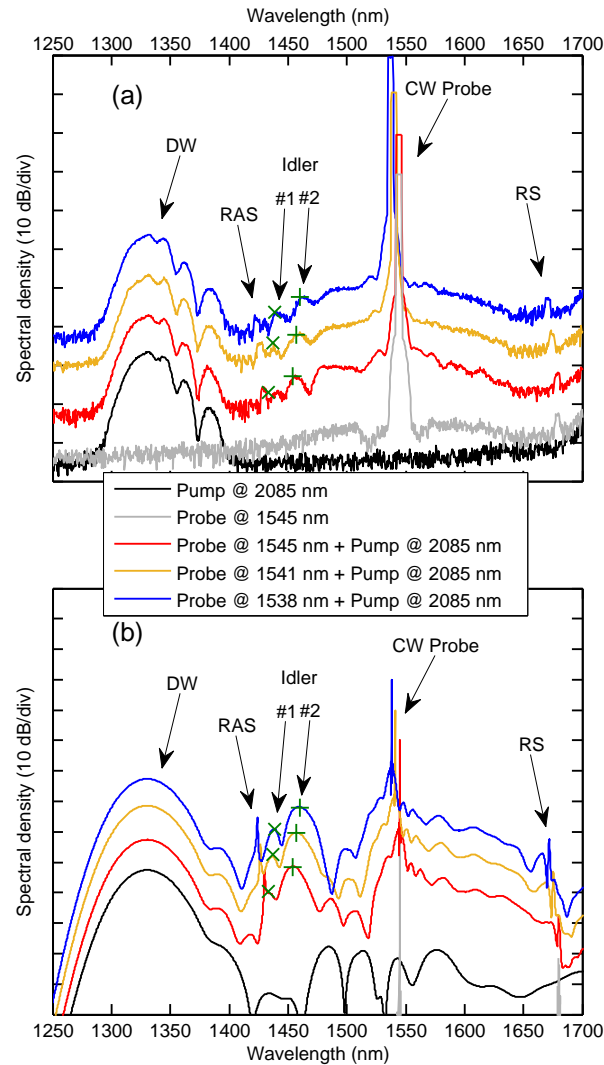 Wavelength (nm)
1250 1300 1350 1400 1450 1500 1550 1600 1650 1700
(a)
CW Probe
DW
Idler
RAS
#1
#2
RS
Spectral density (10 dB/div)
Pump @ 2085 nm
Probe @ 1545 nm
Probe @ 1545 nm + Pump @ 2085 nm
Probe @ 1541 nm + Pump @ 2085 nm
Probe @ 1538 nm + Pump @ 2085 nm
(b)
CW Probe
DW
Idler
RAS
#1
#2
RS
Spectral density (10 dB/div)
1250 1300 1350 1400 1450 1500 1550 1600 1650 1700
Wavelength (nm)